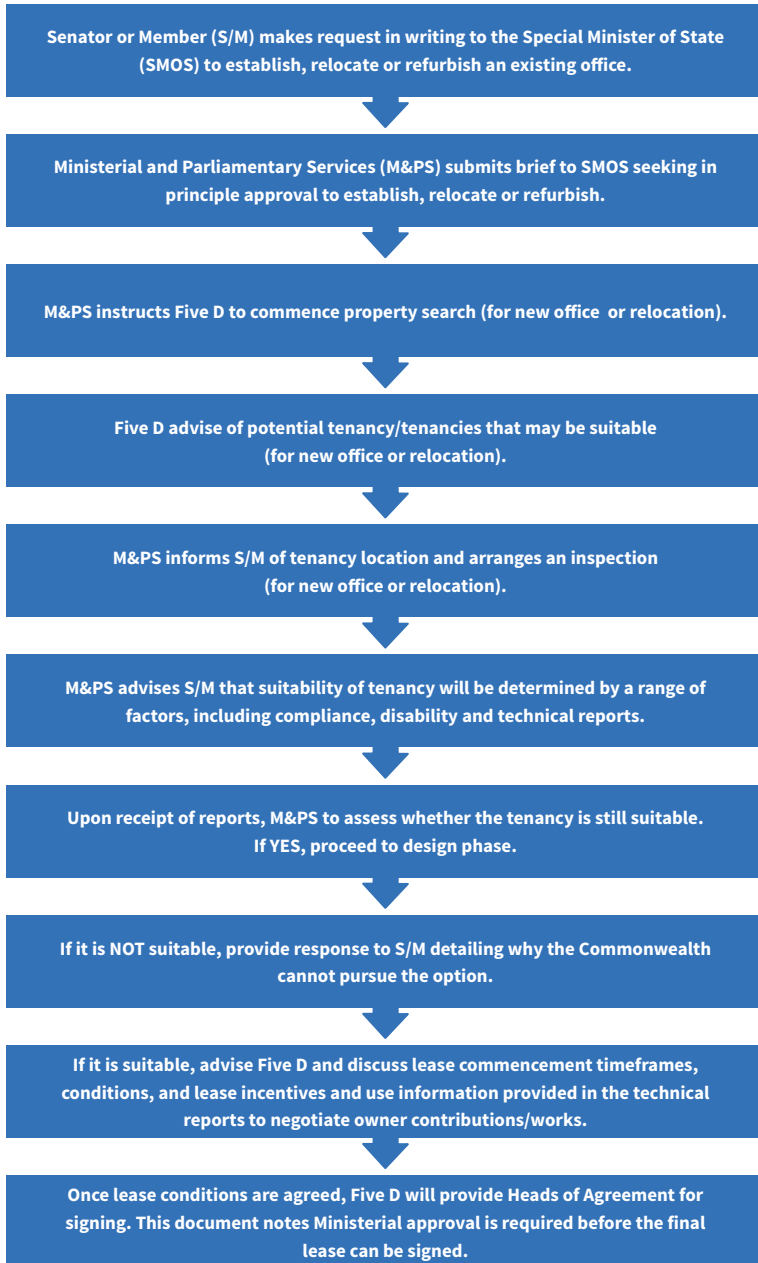 Senator or Member (S/M) makes request in writing to the Special Minister of State
(SMOS) to establish, relocate or refurbish an existing office.
Ministerial and Parliamentary Services (M&PS) submits brief to SMOS seeking in
principle approval to establish, relocate or refurbish.
M&PS instructs Five D to commence property search (for new office or relocation).
Five D advise of potential tenancy/tenancies that may be suitable
(for new office or relocation).
M&PS informs S/M of tenancy location and arranges an inspection
(for new office or relocation).
M&PS advises S/M that suitability of tenancy will be determined by a range of
factors, including compliance, disability and technical reports.
Upon receipt of reports, M&PS to assess whether the tenancy is still suitable.
If YES, proceed to design phase.
If it is NOT suitable, provide response to S/M detailing why the Commonwealth
cannot pursue the option.
If it is suitable, advise Five D and discuss lease commencement timeframes,
conditions, and lease incentives and use information provided in the technical
reports to negotiate owner contributions/works.
Once lease conditions are agreed, Five D will provide Heads of Agreement for
signing. This document notes Ministerial approval is required before the final
lease can be signed.